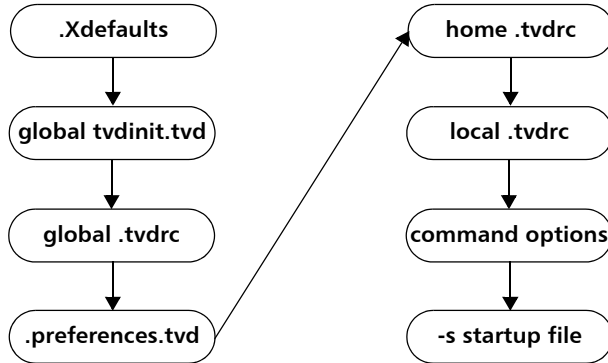 .Xdefaults
global tvdinit.tvd
global .tvdrc
.preferences.tvd
home .tvdrc
local .tvdrc
command options
-s startup file